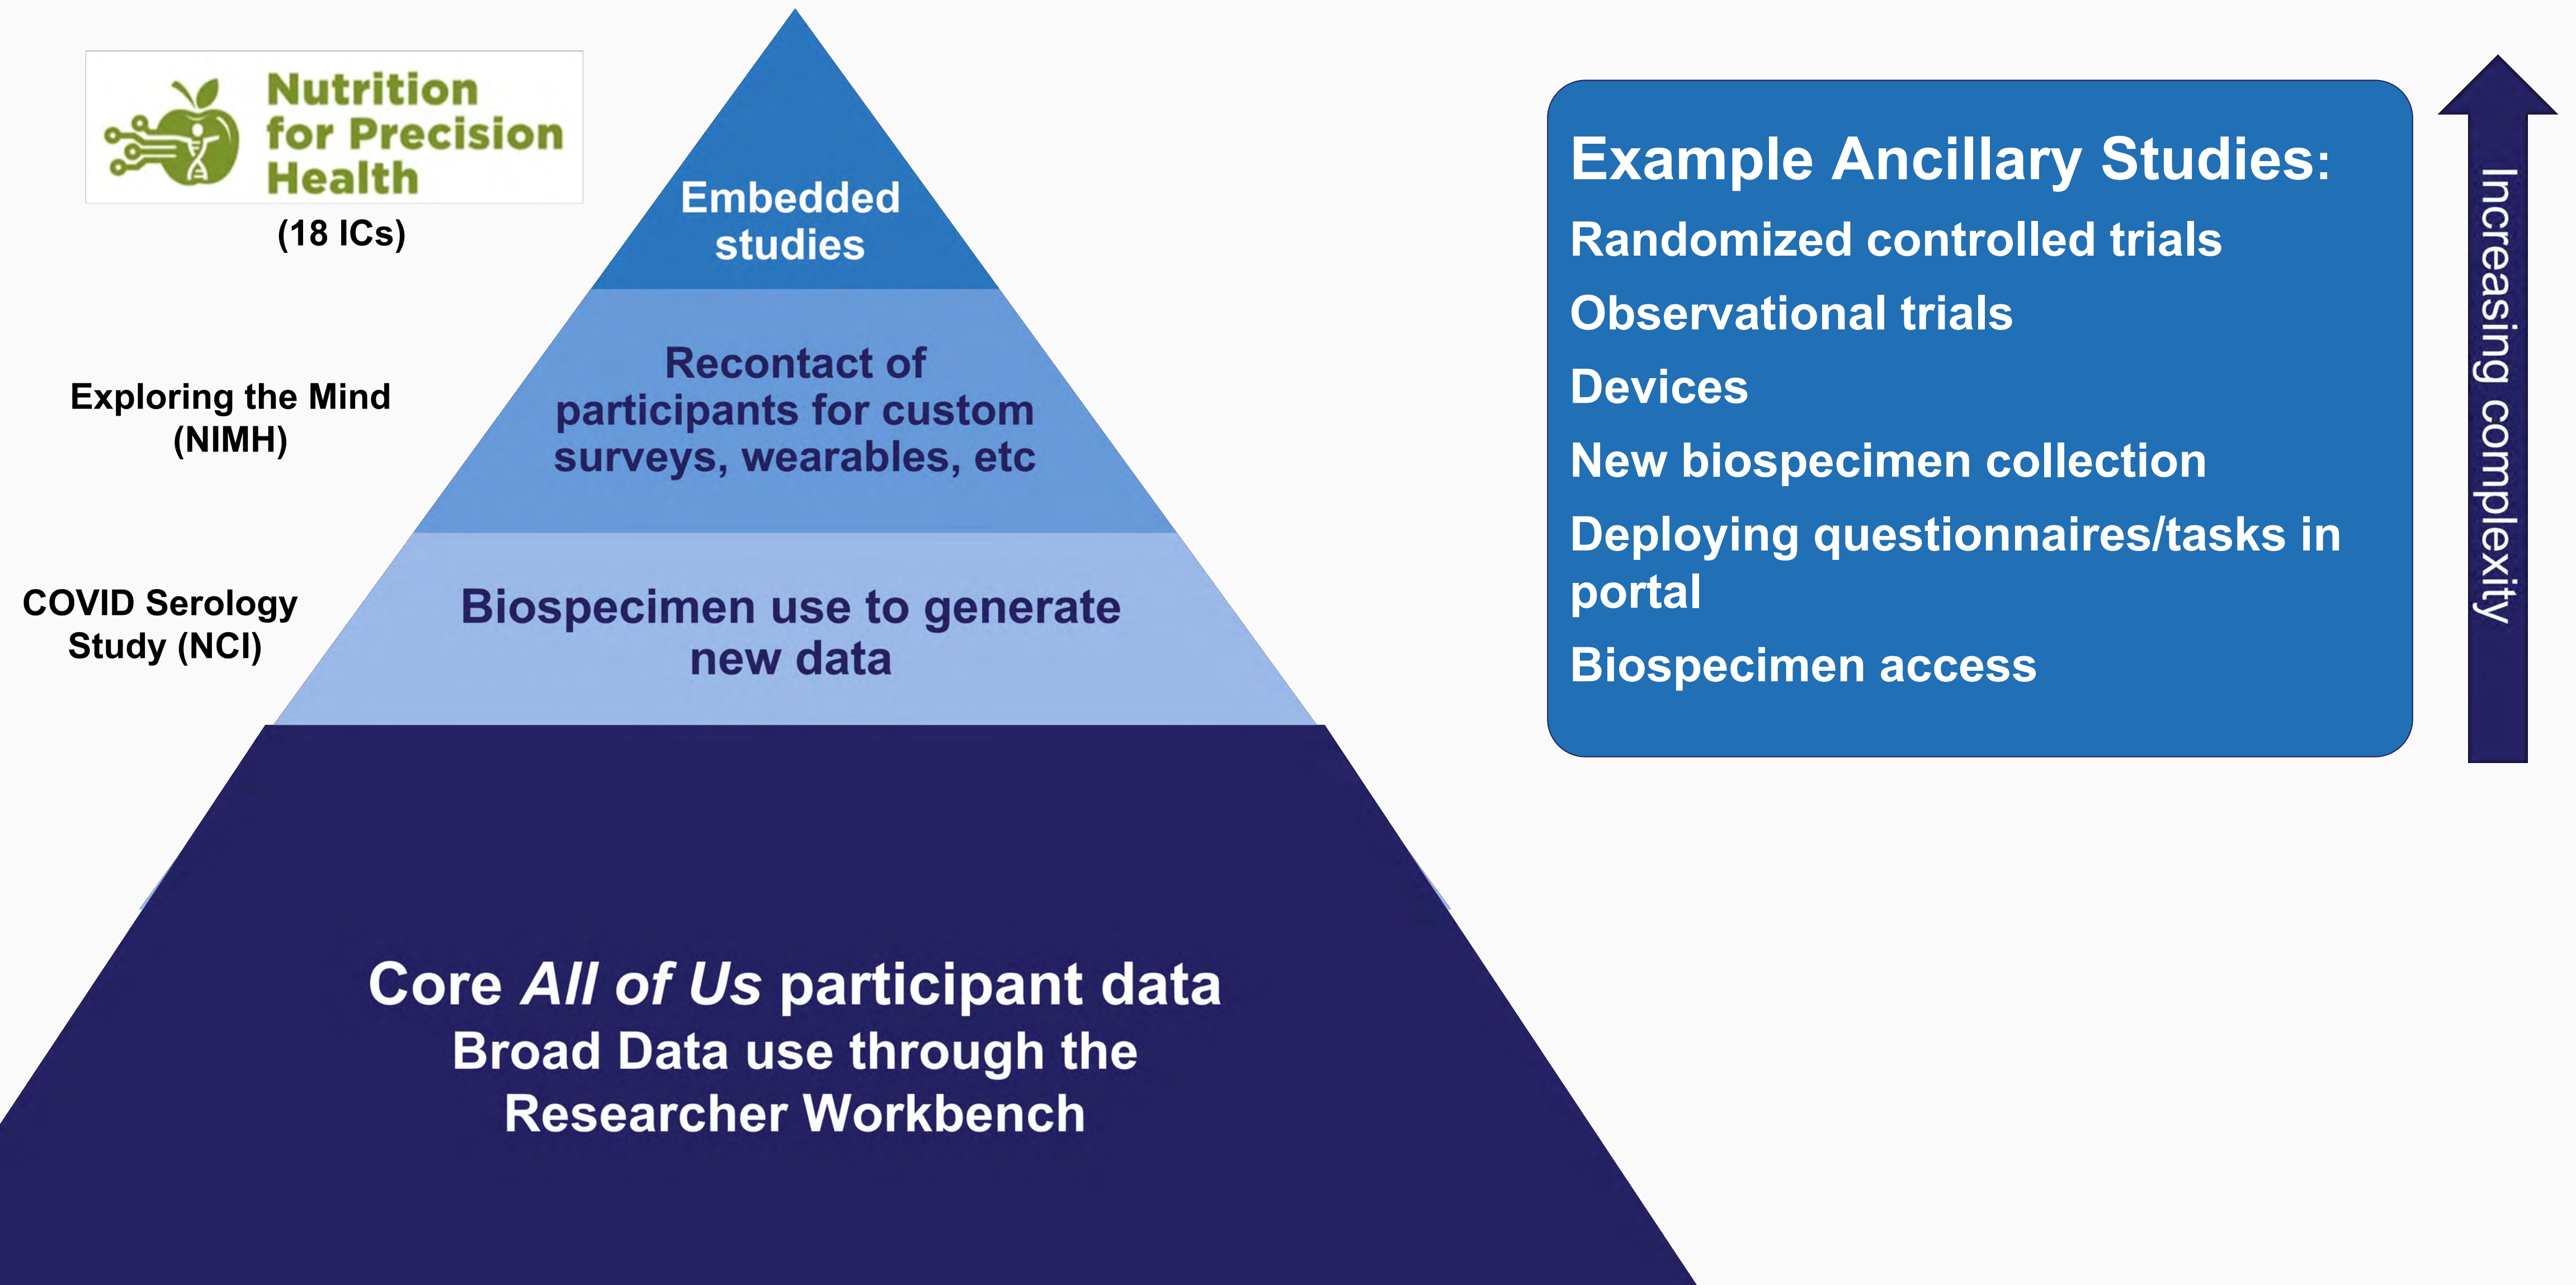 Nutrition
for Precision
Health
(18 ICs)
Embedded
studies
Exploring the Mind
(NIMH)
Recontact of
participants for custom
surveys, wearables, etc
COVID Serology
Study (NCI)
Biospecimen use to generate
new data
Core All of Us participant data
Broad Data use through the
Researcher Workbench
Example Ancillary Studies:
Randomized controlled trials
Observational trials
Devices
New biospecimen collection
Deploying questionnaires/tasks in
portal
Biospecimen access
Increasing complexity